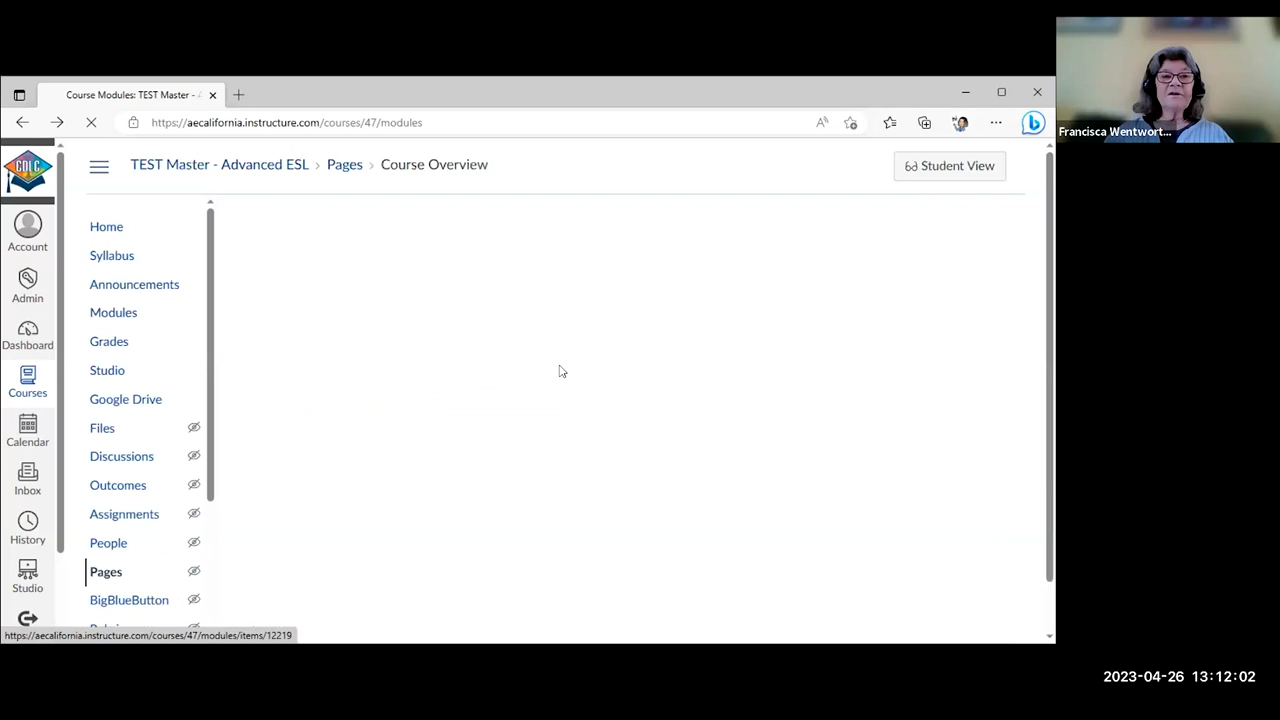 Course Modules: TEST Master -
https://aecalifornia.instructure.com/courses/47/modules
Francisca Wentwort...
COLC
TEST Master - Advanced ESL › Pages › Course Overview
Student View
Account
Admin
Dashboard
Courses
Calendar
Inbox
History
Studio
Home
Syllabus
Announcements
Modules
Grades
Studio
Google Drive
Files
Discussions
Outcomes
Assignments
People
Pages
BigBlueButton
https://aecalifornia.instructure.com/courses/47/modules/items/12219
2023-04-26 13:12:02